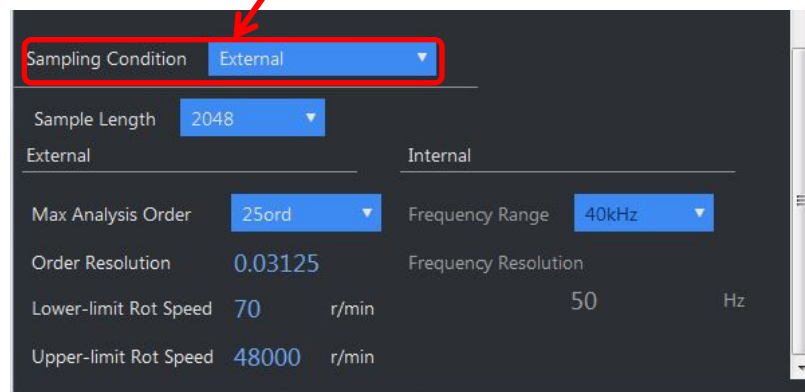 Sampling Condition External
Sample Length 2048
External Internal
Max Analysis Order 25ord Frequency Range 40kHz
Order Resolution 0.03125 Frequency Resolution
Lower-limit Rot Speed 70 r/min 50 Hz
Upper-limit Rot Speed 48000 r/min